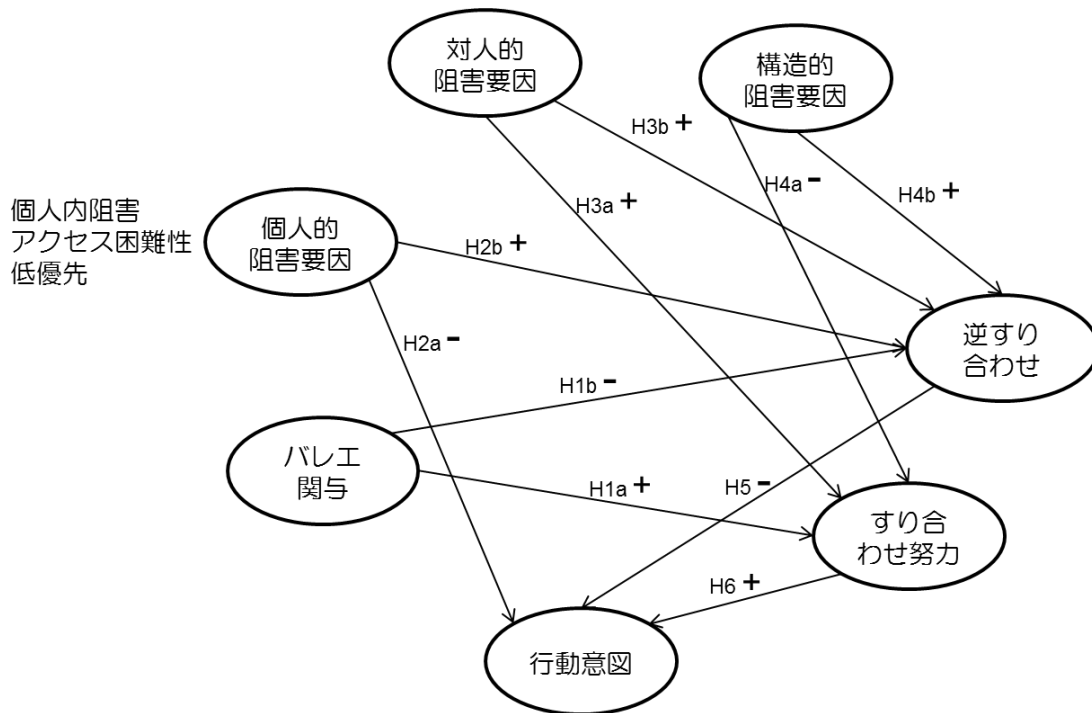 対人的
阻害要因
構造的
阻害要因
H3b +
H4a -
H4b +
H3a +
個人内阻害
アクセス困難性
低優先
個人的
阻害要因
H2b +
逆すり
合わせ
H2a -
H1b -
バレエ
関与
H1a +
H5 -
すり合
わせ努力
H6 +
行動意図